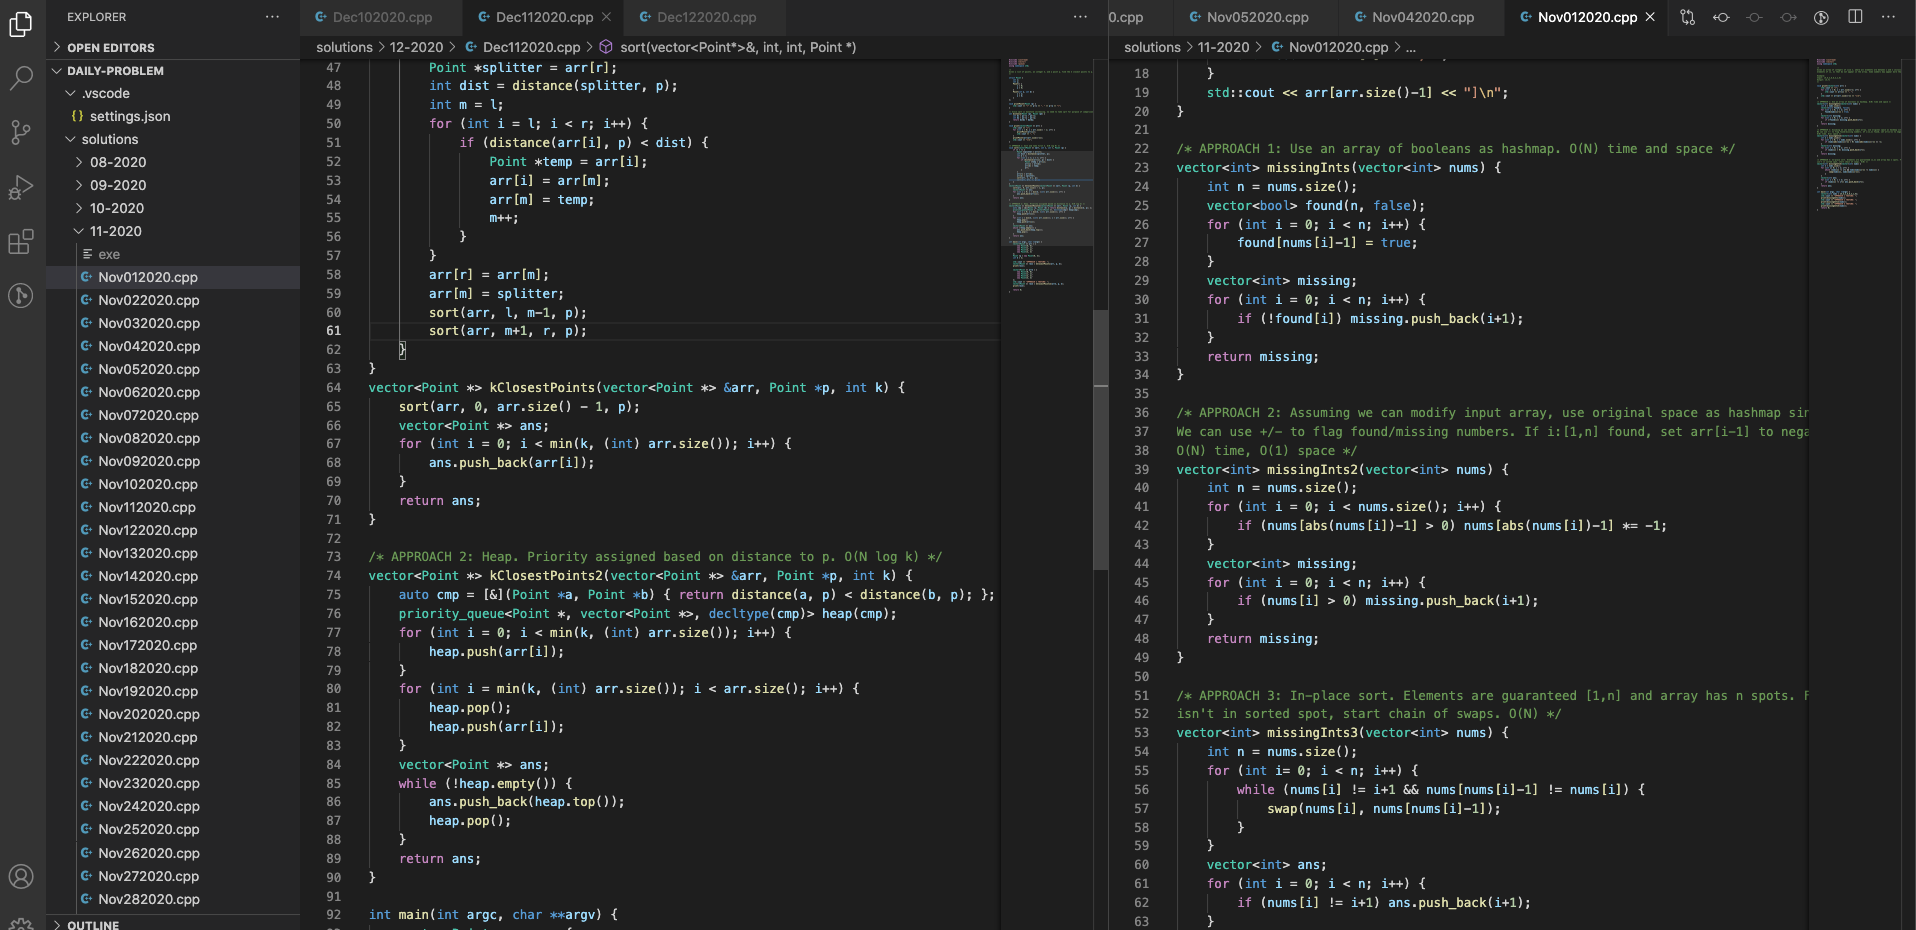 EXPLORER
OPEN EDITORS
DAILY-PROBLEM
.vscode
{} settings.json
solutions
08-2020
09-2020
10-2020
11-2020
exe
Nov012020.cpp
Nov022020.cpp
Nov032020.cpp
Nov042020.cpp
Nov052020.cpp
Nov062020.cpp
Nov072020.cpp
Nov082020.cpp
Nov092020.cpp
Nov102020.cpp
Nov112020.cpp
Nov122020.cpp
Nov132020.cpp
Nov142020.cpp
Nov152020.cpp
Nov162020.cpp
Nov172020.cpp
Nov182020.cpp
Nov192020.cpp
Nov202020.cpp
Nov212020.cpp
Nov222020.cpp
Nov232020.cpp
Nov242020.cpp
Nov252020.cpp
Nov262020.cpp
Nov272020.cpp
Nov282020.cpp
OUTLINE
Dec102020.cpp Dec112020.cpp Dec122020.cpp
solutions > 12-2020 > Dec112020.cpp > sort(vector<Point*>&, int, int, Point *)
47 Point *splitter = arr[r];
48 int dist = distance(splitter, p);
49 int m = l;
50 for (int i = l; i < r; i++) {
51 if (distance(arr[i], p) < dist) {
52 Point *temp = arr[i];
53 arr[i] = arr[m];
54 arr[m] = temp;
55 m++;
56 }
57 }
58 arr[r] = arr[m];
59 arr[m] = splitter;
60 sort(arr, l, m-1, p);
61 sort(arr, m+1, r, p);
62 }
63 }
64 vector<Point *> kClosestPoints(vector<Point *> &arr, Point *p, int k) {
65 sort(arr, 0, arr.size() - 1, p);
66 vector<Point *> ans;
67 for (int i = 0; i < min(k, (int) arr.size()); i++) {
68 ans.push_back(arr[i]);
69 }
70 return ans;
71 }
72
73 /* APPROACH 2: Heap. Priority assigned based on distance to p. O(N log k) */
74 vector<Point *> kClosestPoints2(vector<Point *> &arr, Point *p, int k) {
75 auto cmp = [&](Point *a, Point *b) { return distance(a, p) < distance(b, p); };
76 priority_queue<Point *, vector<Point *>, decltype(cmp)> heap(cmp);
77 for (int i = 0; i < min(k, (int) arr.size()); i++) {
78 heap.push(arr[i]);
79 }
80 for (int i = min(k, (int) arr.size()); i < arr.size(); i++) {
81 heap.pop();
82 heap.push(arr[i]);
83 }
84 vector<Point *> ans;
85 while (!heap.empty()) {
86 ans.push_back(heap.top());
87 heap.pop();
88 }
89 return ans;
90 }
91
92 int main(int argc, char **argv) {
0.cpp Nov052020.cpp Nov042020.cpp Nov012020.cpp
solutions > 11-2020 > Nov012020.cpp > ...
18 }
19 std::cout << arr[arr.size()-1] << "]\n";
20 }
21
22 /* APPROACH 1: Use an array of booleans as hashmap. O(N) time and space */
23 vector<int> missingInts(vector<int> nums) {
24 int n = nums.size();
25 vector<bool> found(n, false);
26 for (int i = 0; i < n; i++) {
27 found[nums[i]-1] = true;
28 }
29 vector<int> missing;
30 for (int i = 0; i < n; i++) {
31 if (!found[i]) missing.push_back(i+1);
32 }
33 return missing;
34 }
35
36 /* APPROACH 2: Assuming we can modify input array, use original space as hashmap sin
37 We can use +/- to flag found/missing numbers. If i:[1,n] found, set arr[i-1] to nega
38 O(N) time, O(1) space */
39 vector<int> missingInts2(vector<int> nums) {
40 int n = nums.size();
41 for (int i = 0; i < nums.size(); i++) {
42 if (nums[abs(nums[i])-1] > 0) nums[abs(nums[i])-1] *= -1;
43 }
44 vector<int> missing;
45 for (int i = 0; i < n; i++) {
46 if (nums[i] > 0) missing.push_back(i+1);
47 }
48 return missing;
49 }
50
51 /* APPROACH 3: In-place sort. Elements are guaranteed [1,n] and array has n spots.
52 isn't in sorted spot, start chain of swaps. O(N) */
53 vector<int> missingInts3(vector<int> nums) {
54 int n = nums.size();
55 for (int i= 0; i < n; i++) {
56 while (nums[i] != i+1 && nums[nums[i]-1] != nums[i]) {
57 swap(nums[i], nums[nums[i]-1]);
58 }
59 }
60 vector<int> ans;
61 for (int i = 0; i < n; i++) {
62 if (nums[i] != i+1) ans.push_back(i+1);
63 }